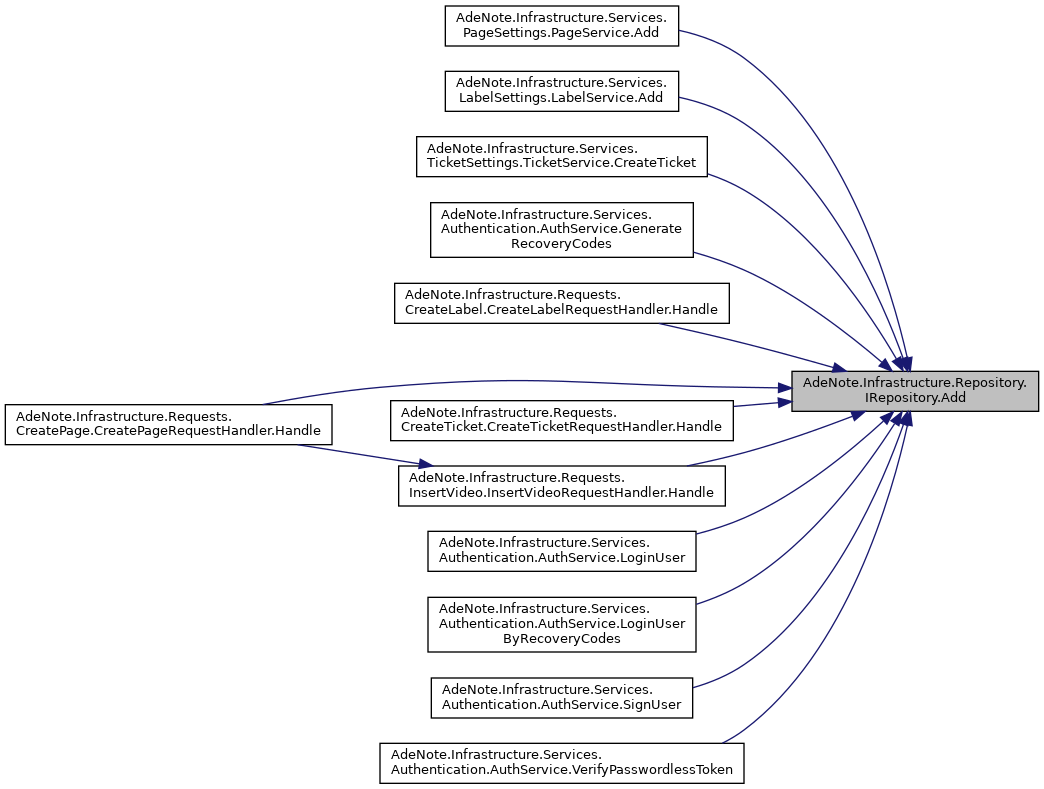 AdeNote.Infrastructure.Services.
PageSettings.PageService.Add
AdeNote.Infrastructure.Services.
LabelSettings.LabelService.Add
AdeNote.Infrastructure.Services.
TicketSettings.TicketService.CreateTicket
AdeNote.Infrastructure.Services.
Authentication.AuthService.Generate
RecoveryCodes
AdeNote.Infrastructure.Requests.
CreateLabel.CreateLabelRequestHandler.Handle
AdeNote.Infrastructure.Repository.
IRepository.Add
AdeNote.Infrastructure.Requests.
CreatePage.CreatePageRequestHandler.Handle
AdeNote.Infrastructure.Requests.
CreateTicket.CreateTicketRequestHandler.Handle
AdeNote.Infrastructure.Requests.
InsertVideo.InsertVideoRequestHandler.Handle
AdeNote.Infrastructure.Services.
Authentication.AuthService.LoginUser
AdeNote.Infrastructure.Services.
Authentication.AuthService.LoginUser
ByRecoveryCodes
AdeNote.Infrastructure.Services.
Authentication.AuthService.SignUser
AdeNote.Infrastructure.Services.
Authentication.AuthService.VerifyPasswordlessToken